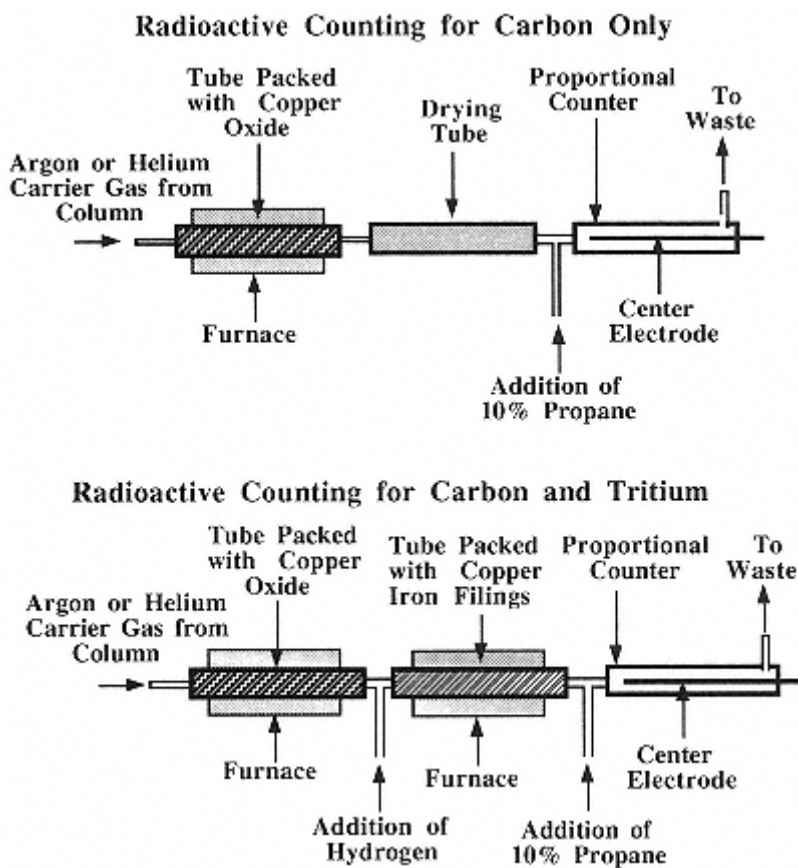 Radioactive Counting for Carbon Only
Tube Packed
with Copper
Oxide
Drying
Tube
Proportional
Counter
To
Waste
Argon or Helium
Carrier Gas from
Column
Furnace
Center
Electrode
Addition of
10% Propane
Radioactive Counting for Carbon and Tritium
Tube Packed
with Copper
Oxide
Tube Packed
with Copper
Iron Filings
Proportional
Counter
To
Waste
Argon or Helium
Carrier Gas from
Column
Furnace
Furnace
Center
Electrode
Addition of
Hydrogen
Addition of
10% Propane